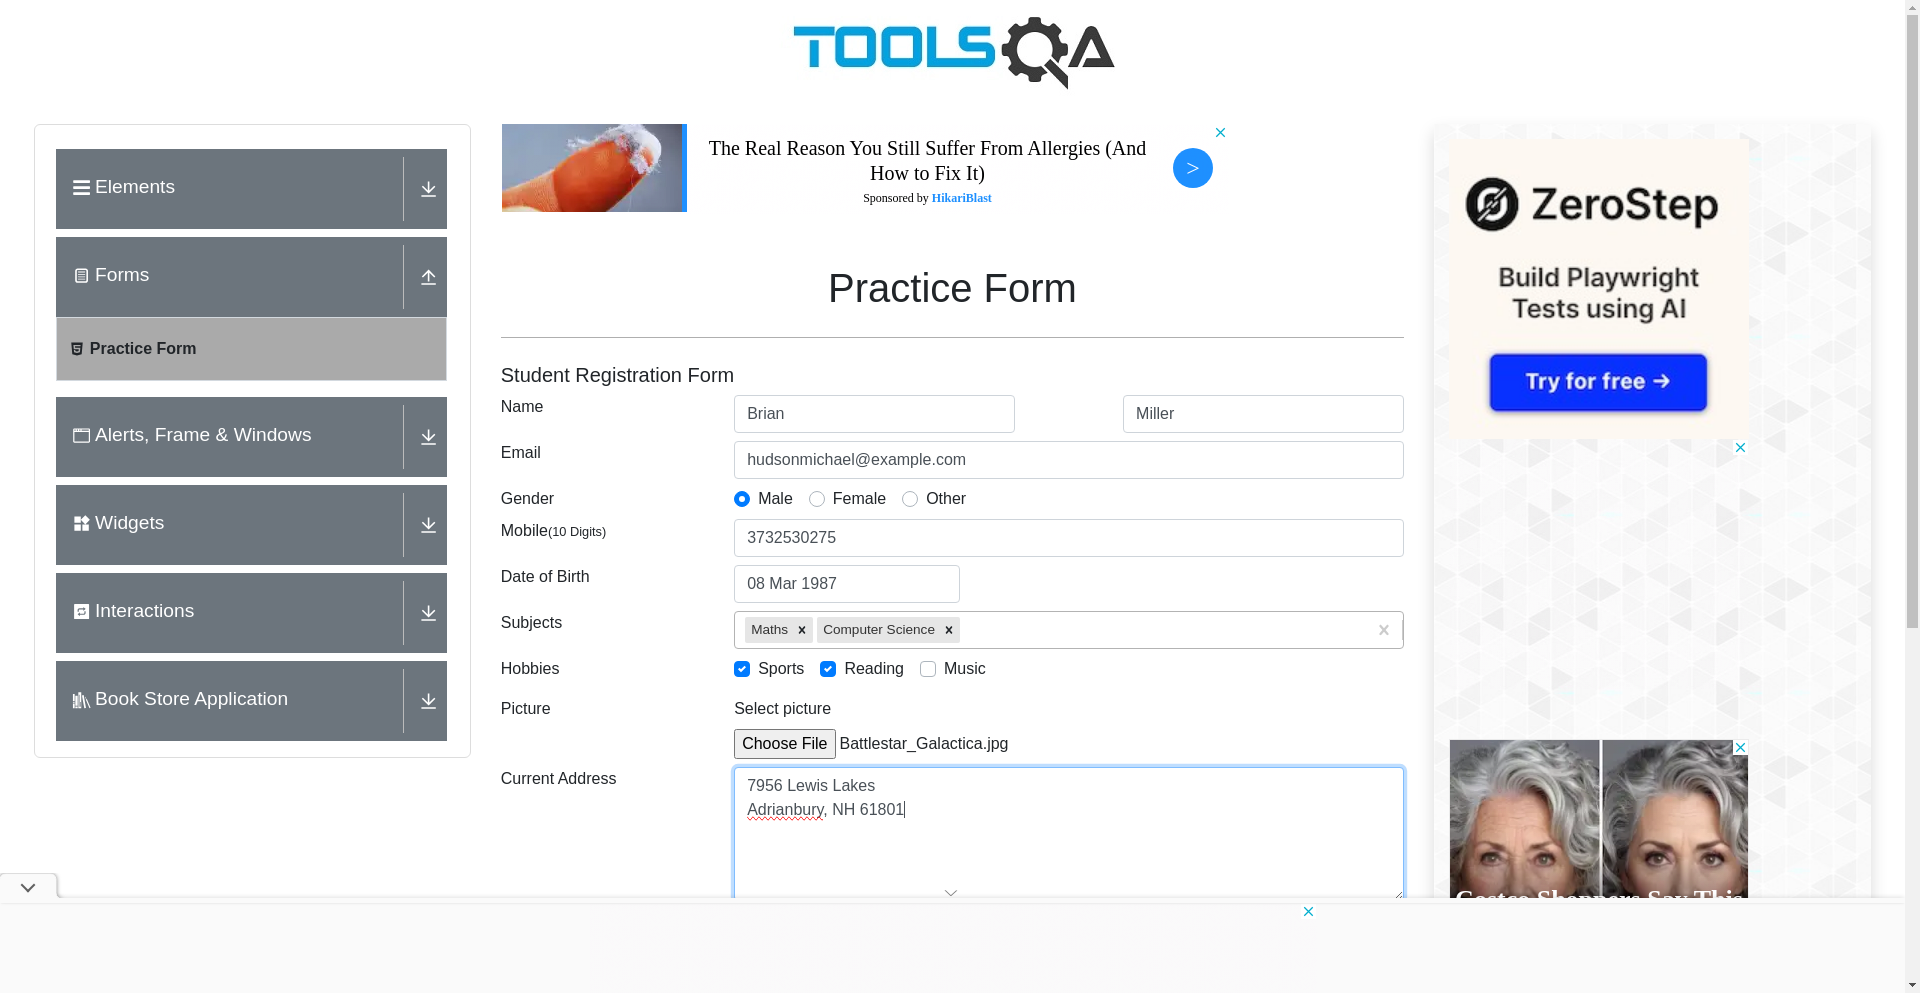 TOOLSQA
Elements
Forms
Practice Form
Alerts, Frame & Windows
Widgets
Interactions
Book Store Application
The Real Reason You Still Suffer From Allergies (And
How to Fix It)
Sponsored by HikariBlast
>
Practice Form
Student Registration Form
Name
Brian
Miller
Email
hudsonmichael@example.com
Gender
Male
Female
Other
Mobile(10 Digits)
3732530275
Date of Birth
08 Mar 1987
Subjects
Maths
Computer Science
Hobbies
Sports
Reading
Music
Picture
Select picture
Choose File
Battlestar_Galactica.jpg
Current Address
7956 Lewis Lakes
Adrianbury, NH 61801
ZeroStep
Build Playwright
Tests using AI
Try for free →
Costco Shoppers Say This